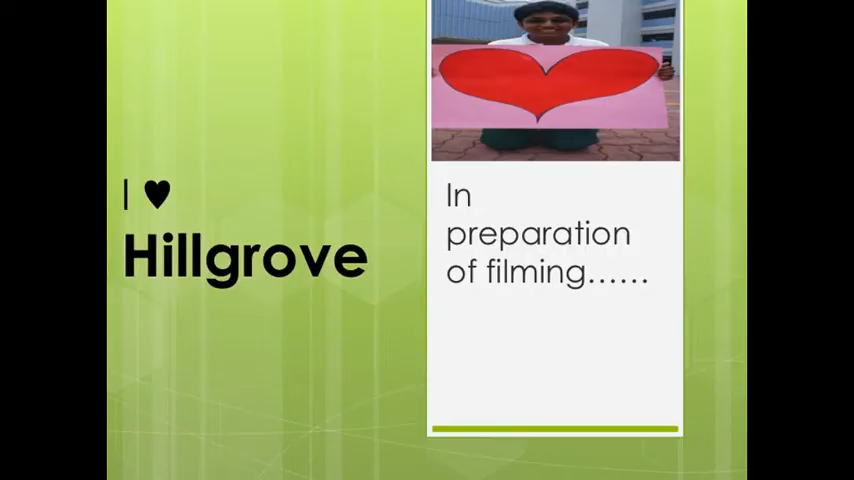 I ♥
Hillgrove
In
preparation
of filming……